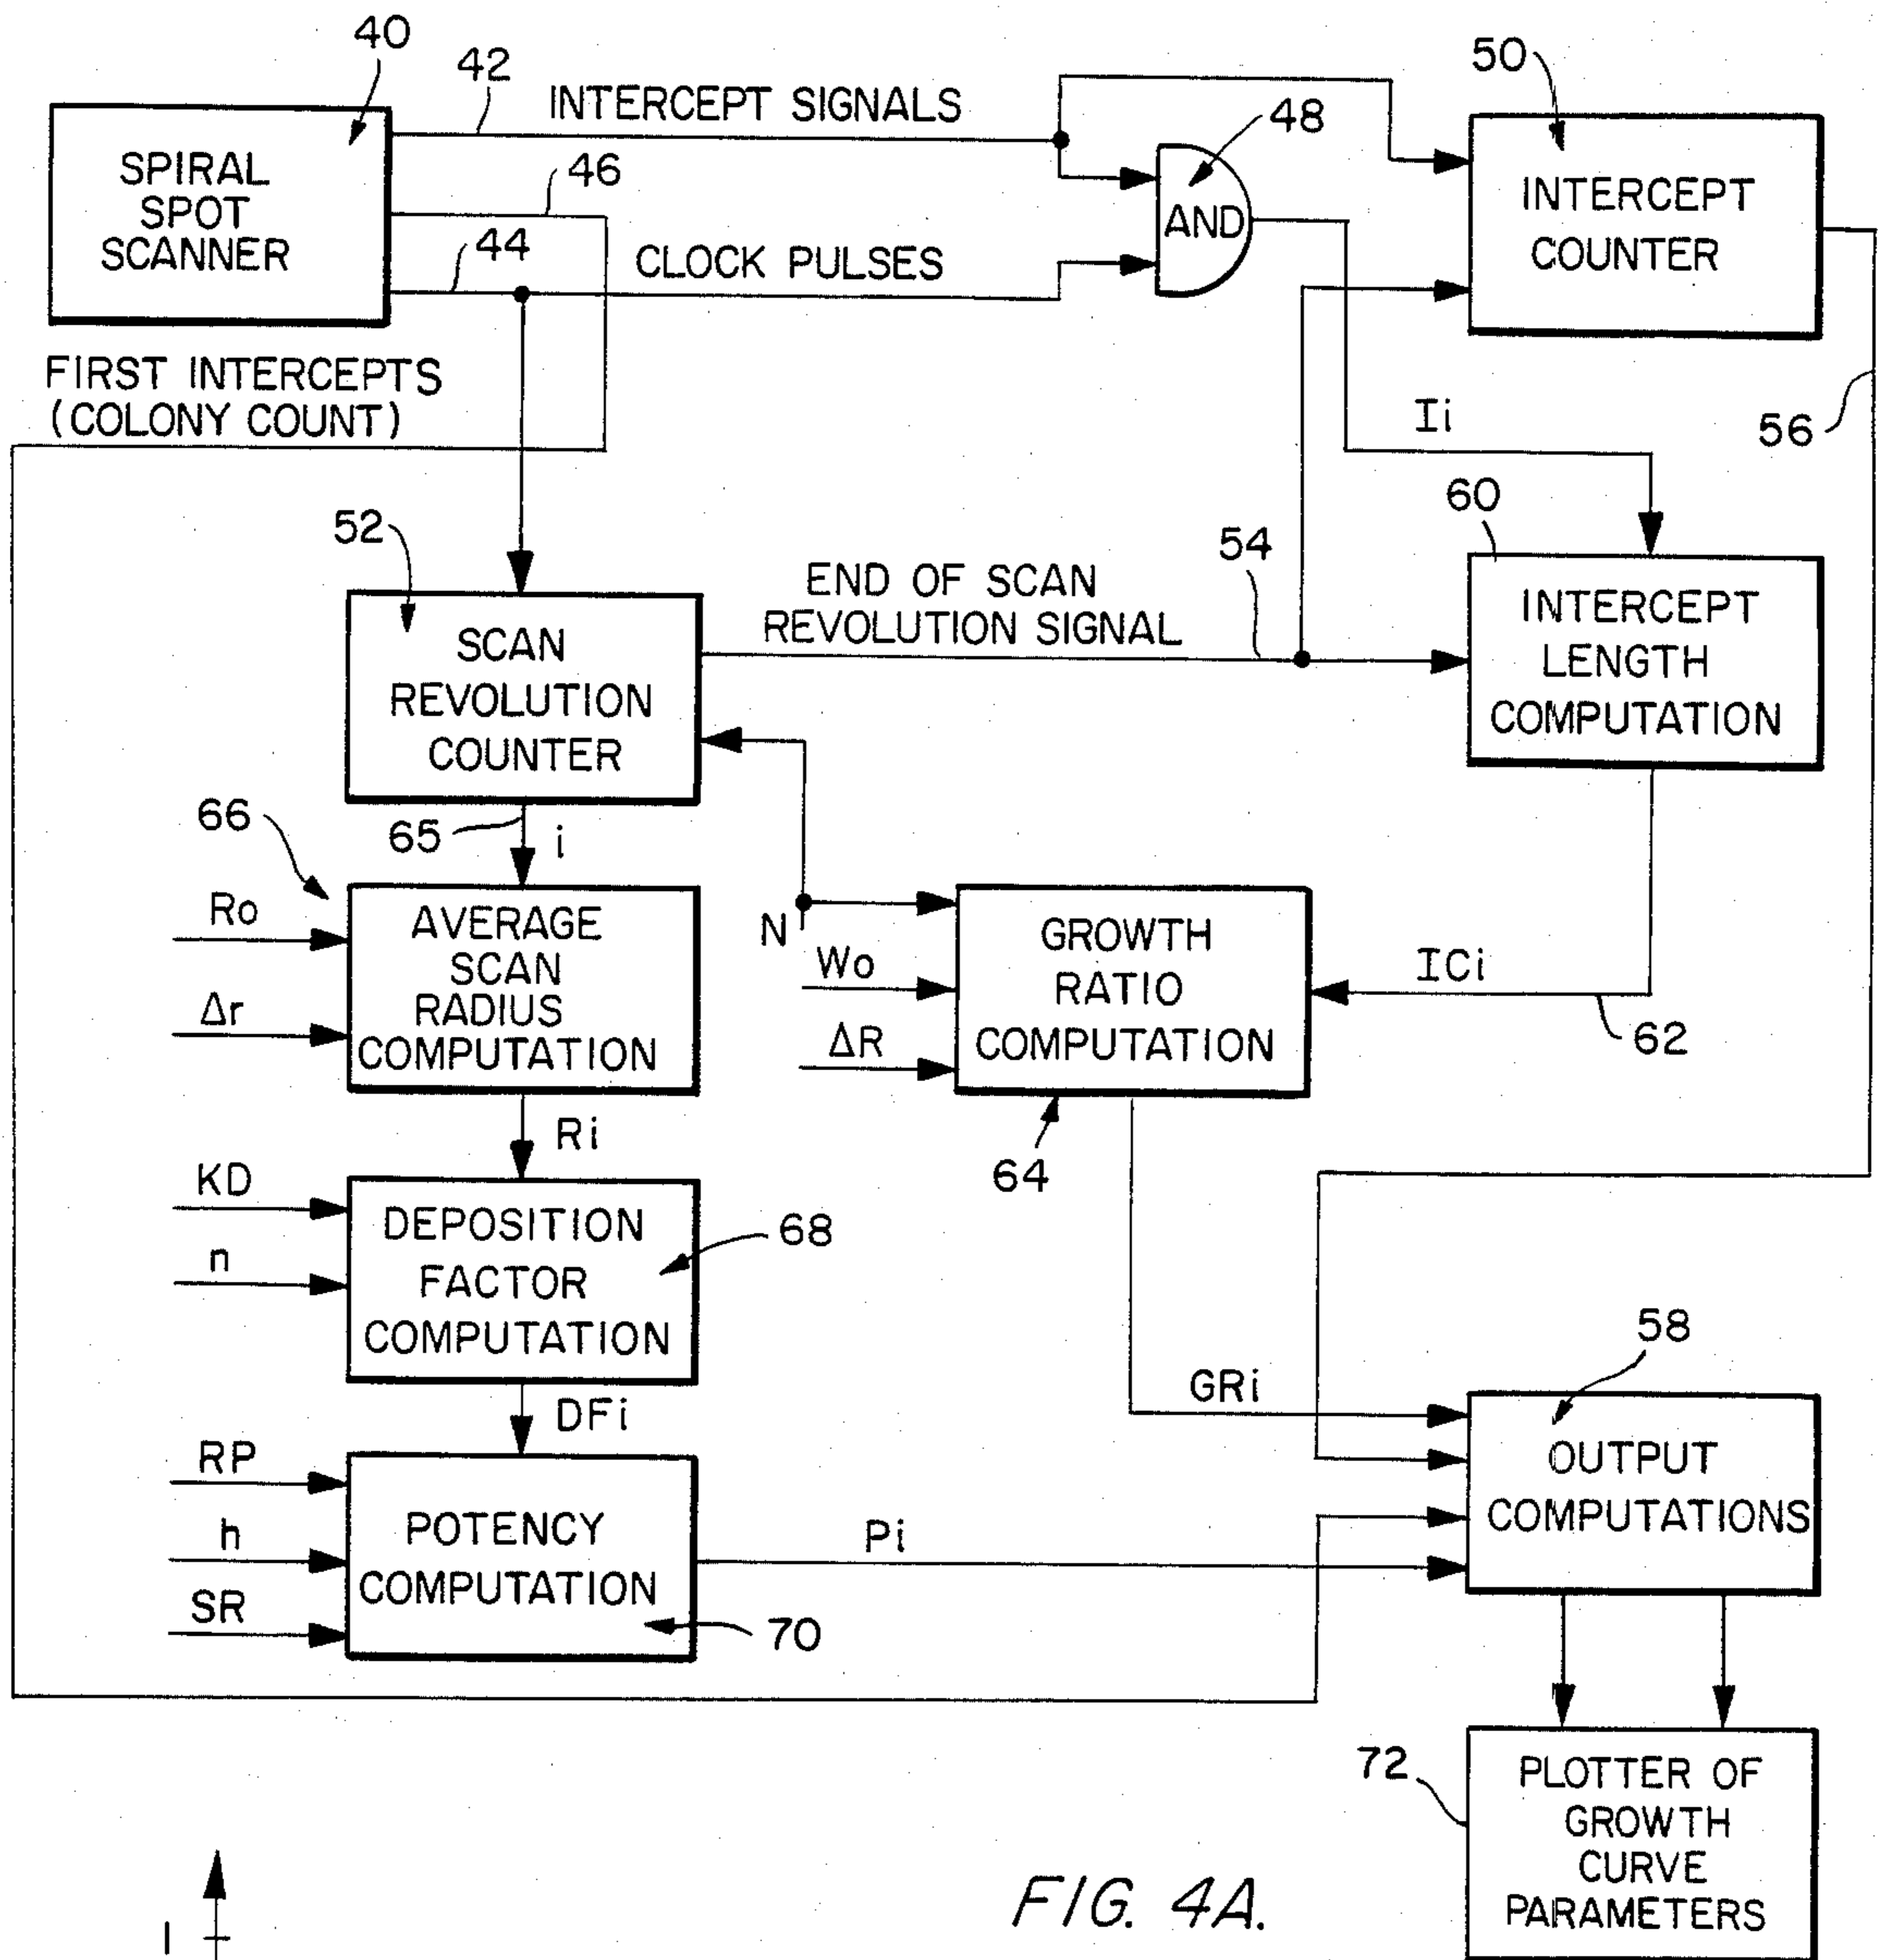 40
42
INTERCEPT SIGNALS
50
48
SPIRAL
SPOT
SCANNER
46
44
CLOCK PULSES
AND
INTERCEPT
COUNTER
FIRST INTERCEPTS
(COLONY COUNT)
Ii
56
52
60
54
END OF SCAN
REVOLUTION SIGNAL
SCAN
REVOLUTION
COUNTER
INTERCEPT
LENGTH
COMPUTATION
66
65
i
Ro
Δr
AVERAGE
SCAN
RADIUS
COMPUTATION
N
Wo
ΔR
GROWTH
RATIO
COMPUTATION
ICi
62
Ri
64
KD
n
DEPOSITION
FACTOR
COMPUTATION
68
58
DFi
GRi
RP
h
SR
POTENCY
COMPUTATION
70
Pi
OUTPUT
COMPUTATIONS
72
PLOTTER OF
GROWTH
CURVE
PARAMETERS
FIG. 4A.
I